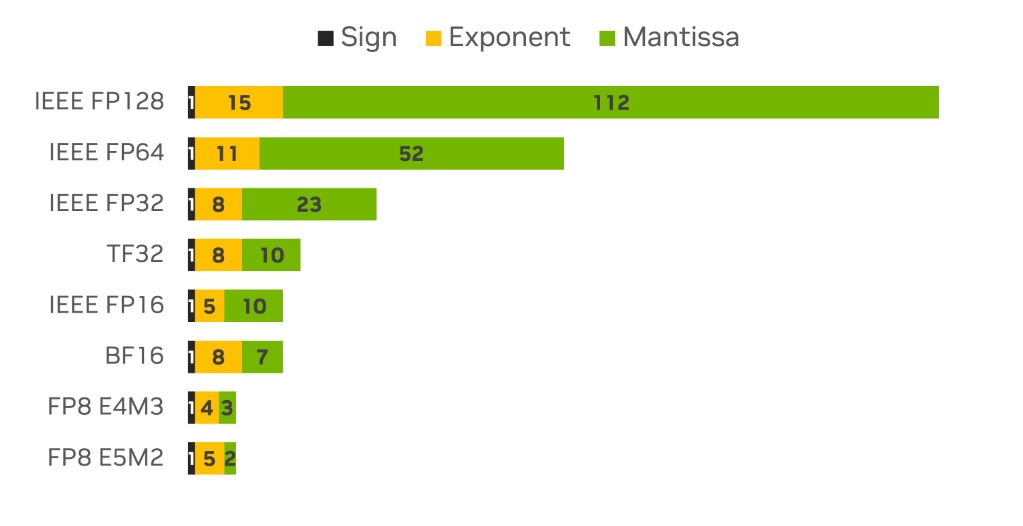 Sign Exponent Mantissa
IEEE FP128 1 15 112
IEEE FP64 1 11 52
IEEE FP32 1 8 23
TF32 1 8 10
IEEE FP16 1 5 10
BF16 1 8 7
FP8 E4M3 1 4 3
FP8 E5M2 1 5 2